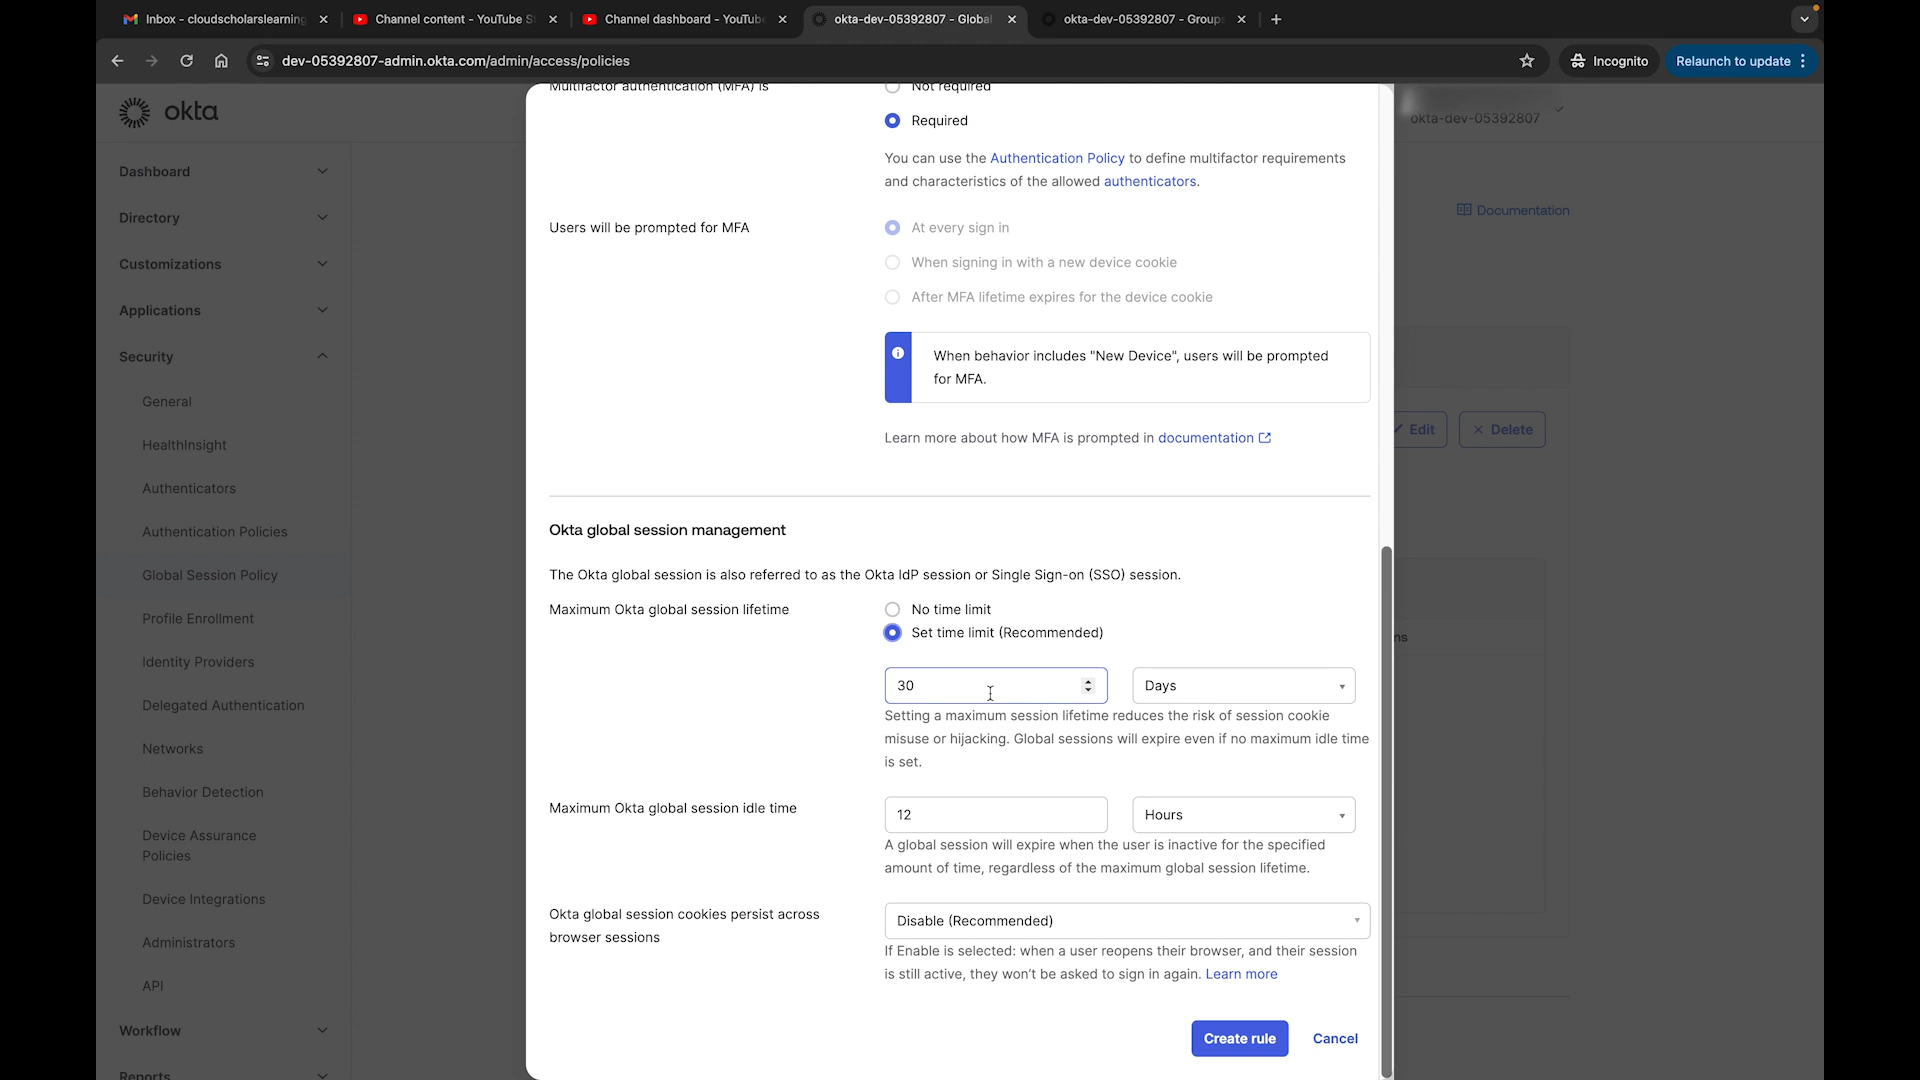 Inbox - cloudscholarslearning
Channel content - YouTube S
Channel dashboard - YouTube
okta-dev-05392807 - Global
okta-dev-05392807 - Groups
dev-05392807-admin.okta.com/admin/access/policies
Incognito
Relaunch to update
okta
okta-dev-05392807
Dashboard
Directory
Customizations
Applications
Security
General
HealthInsight
Authenticators
Authentication Policies
Global Session Policy
Profile Enrollment
Identity Providers
Delegated Authentication
Networks
Behavior Detection
Device Assurance
Policies
Device Integrations
Administrators
API
Workflow
Reports
Documentation
Edit
Delete
ns
Multifactor authentication (MFA) is
Not required
Required
You can use the Authentication Policy to define multifactor requirements
and characteristics of the allowed authenticators.
Users will be prompted for MFA
At every sign in
When signing in with a new device cookie
After MFA lifetime expires for the device cookie
When behavior includes "New Device", users will be prompted
for MFA.
Learn more about how MFA is prompted in documentation
Okta global session management
The Okta global session is also referred to as the Okta IdP session or Single Sign-on (SSO) session.
Maximum Okta global session lifetime
No time limit
Set time limit (Recommended)
30
Days
Setting a maximum session lifetime reduces the risk of session cookie
misuse or hijacking. Global sessions will expire even if no maximum idle time
is set.
Maximum Okta global session idle time
12
Hours
A global session will expire when the user is inactive for the specified
amount of time, regardless of the maximum global session lifetime.
Okta global session cookies persist across
browser sessions
Disable (Recommended)
If Enable is selected: when a user reopens their browser, and their session
is still active, they won't be asked to sign in again. Learn more
Create rule
Cancel